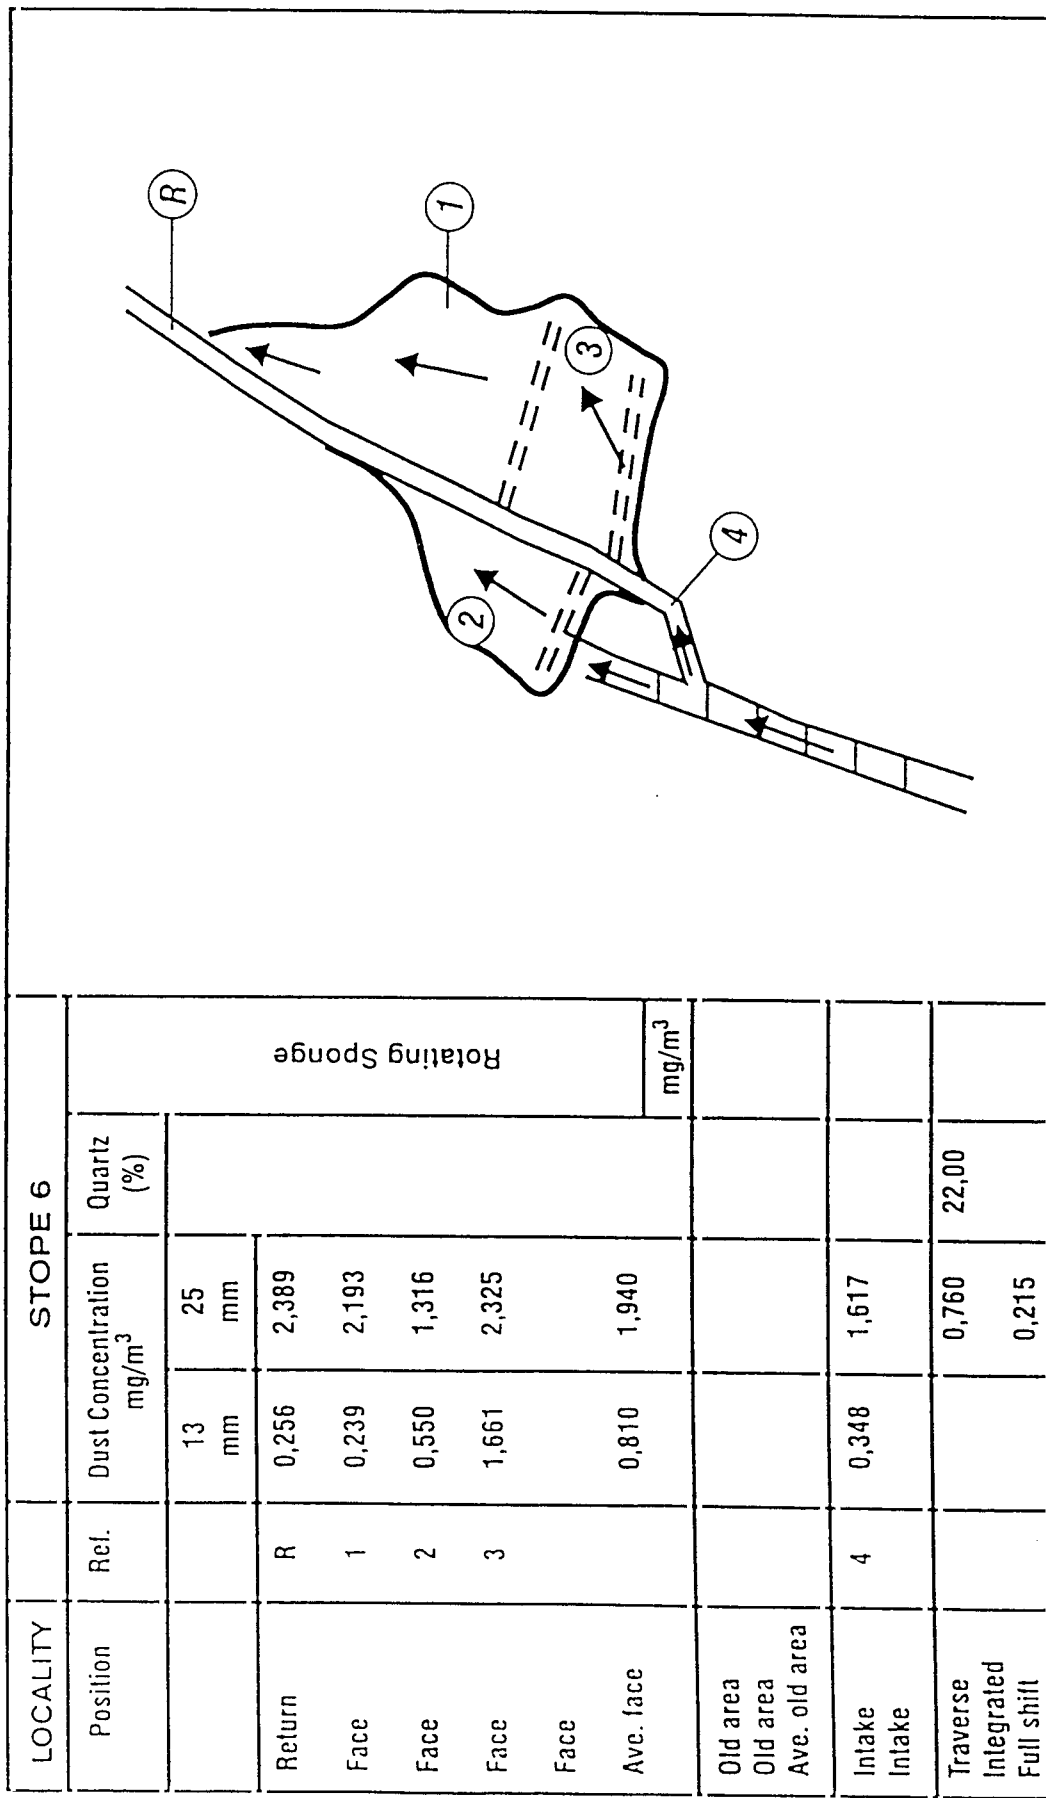 LOCALITY STOPE 6
Position Ref. Dust Concentration mg/m³ Quartz (%) Rotating Sponge
13 mm 25 mm
Return R 0,256 2,389
Face 1 0,239 2,193
Face 2 0,550 1,316
Face 3 1,661 2,325
Face
Ave. face 0,810 1,940 mg/m³
Old area
Old area
Ave. old area
Intake 4 0,348 1,617
Intake
Traverse 0,760 22,00
Integrated
Full shift 0,215
R
1
2
3
4